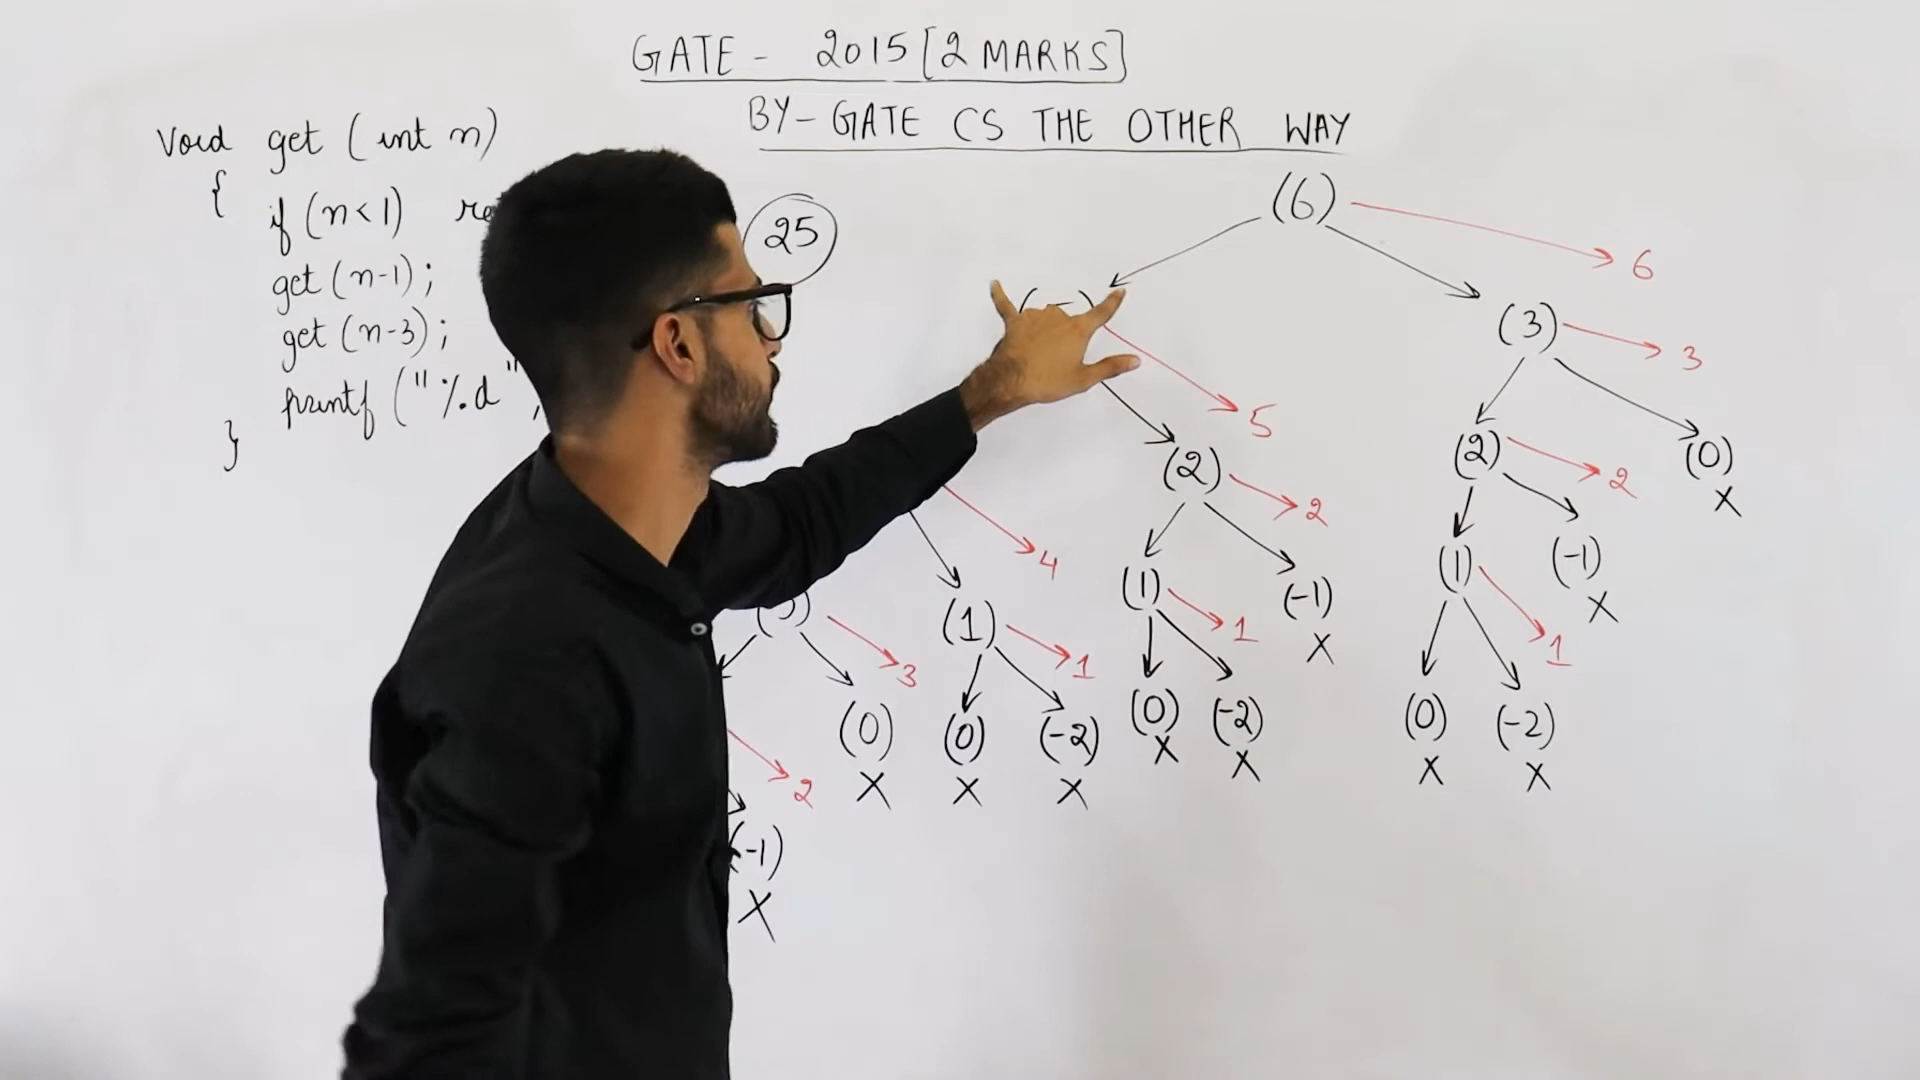 GATE - 2015 [2 MARKS]
BY - GATE CS THE OTHER WAY
Void get (int n)
{ if (n<1)
get (n-1);
get (n-3);
printf ("%d",
}
25
(6) 6
(3) 3
5
(2) 2
(2) 2
(0)
X
4
(1) 1
(-1)
X
(1) 1
(-1)
X
3
(1) 1
(0)
X
(-2)
X
(0)
X
(-2)
X
(0)
X
(0)
X
(-2)
X
2
(-1)
X